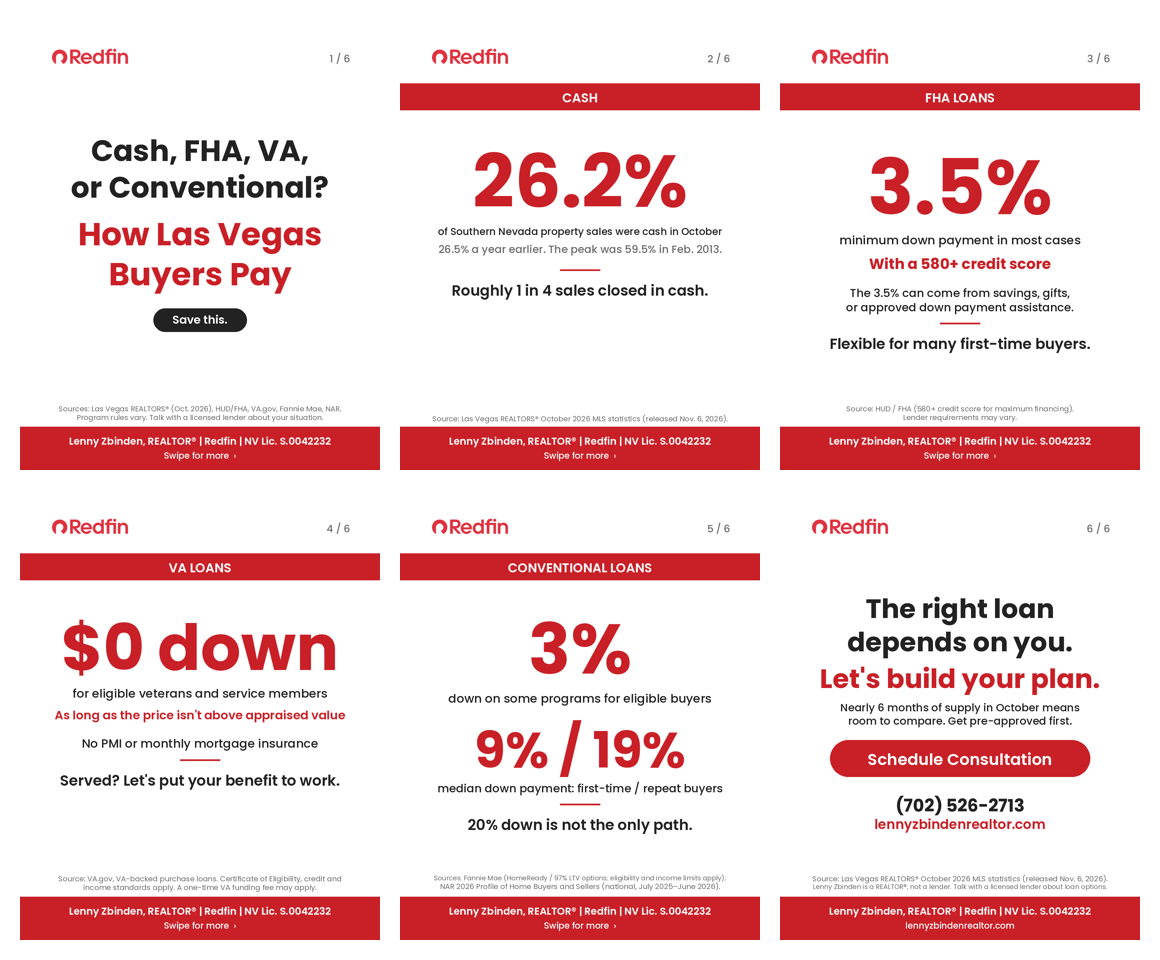 Redfin
1 / 6
Cash, FHA, VA,
or Conventional?
How Las Vegas
Buyers Pay
Save this.
Sources: Las Vegas REALTORS® (Oct. 2026), HUD/FHA, VA.gov, Fannie Mae, NAR.
Program rules vary. Talk with a licensed lender about your situation.
Lenny Zbinden, REALTOR® | Redfin | NV Lic. S.0042232
Swipe for more ›
Redfin
2 / 6
CASH
26.2%
of Southern Nevada property sales were cash in October
26.5% a year earlier. The peak was 59.5% in Feb. 2013.
Roughly 1 in 4 sales closed in cash.
Source: Las Vegas REALTORS® October 2026 MLS statistics (released Nov. 6, 2026).
Lenny Zbinden, REALTOR® | Redfin | NV Lic. S.0042232
Swipe for more ›
Redfin
3 / 6
FHA LOANS
3.5%
minimum down payment in most cases
With a 580+ credit score
The 3.5% can come from savings, gifts,
or approved down payment assistance.
Flexible for many first-time buyers.
Source: HUD / FHA (580+ credit score for maximum financing).
Lender requirements may vary.
Lenny Zbinden, REALTOR® | Redfin | NV Lic. S.0042232
Swipe for more ›
Redfin
4 / 6
VA LOANS
$0 down
for eligible veterans and service members
As long as the price isn't above appraised value
No PMI or monthly mortgage insurance
Served? Let's put your benefit to work.
Source: VA.gov, VA-backed purchase loans. Certificate of Eligibility, credit and
income standards apply. A one-time VA funding fee may apply.
Lenny Zbinden, REALTOR® | Redfin | NV Lic. S.0042232
Swipe for more ›
Redfin
5 / 6
CONVENTIONAL LOANS
3%
down on some programs for eligible buyers
9% / 19%
median down payment: first-time / repeat buyers
20% down is not the only path.
Sources: Fannie Mae (HomeReady / 97% LTV options; eligibility and income limits apply);
NAR 2026 Profile of Home Buyers and Sellers (national, July 2025–June 2026).
Lenny Zbinden, REALTOR® | Redfin | NV Lic. S.0042232
Swipe for more ›
Redfin
6 / 6
The right loan
depends on you.
Let's build your plan.
Nearly 6 months of supply in October means
room to compare. Get pre-approved first.
Schedule Consultation
(702) 526-2713
lennyzbindenrealtor.com
Source: Las Vegas REALTORS® October 2026 MLS statistics (released Nov. 6, 2026).
Lenny Zbinden is a REALTOR®, not a lender. Talk with a licensed lender about loan options.
Lenny Zbinden, REALTOR® | Redfin | NV Lic. S.0042232
lennyzbindenrealtor.com